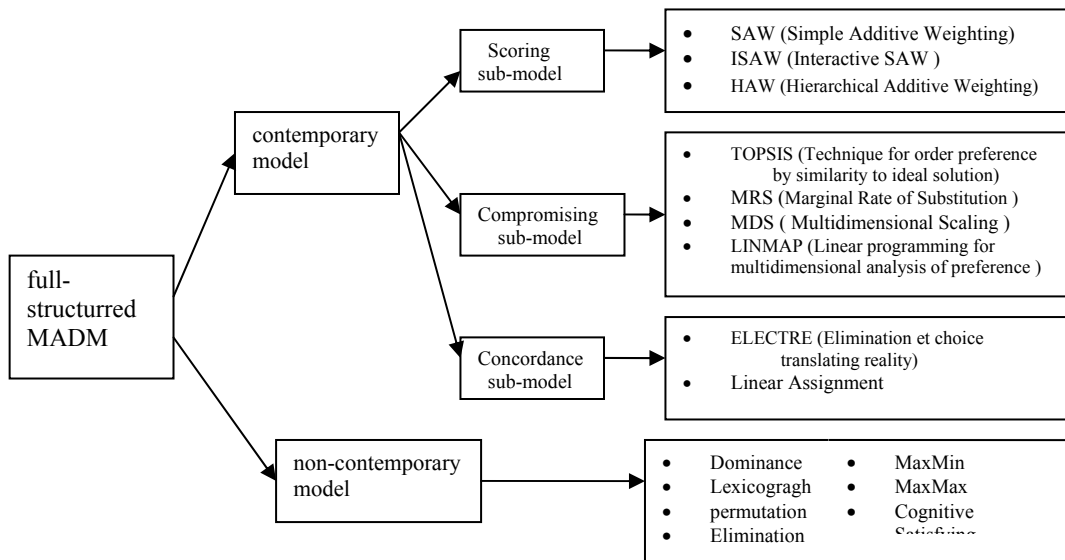 full-
structurred
MADM
contemporary
model
non-contemporary
model
Scoring
sub-model
Compromising
sub-model
Concordance
sub-model
• SAW (Simple Additive Weighting)
• ISAW (Interactive SAW )
• HAW (Hierarchical Additive Weighting)
• TOPSIS (Technique for order preference
by similarity to ideal solution)
• MRS (Marginal Rate of Substitution )
• MDS ( Multidimensional Scaling )
• LINMAP (Linear programming for
multidimensional analysis of preference )
• ELECTRE (Elimination et choice
translating reality)
• Linear Assignment
• Dominance
• Lexicogragh
• permutation
• Elimination
• MaxMin
• MaxMax
• Cognitive
Satisfying